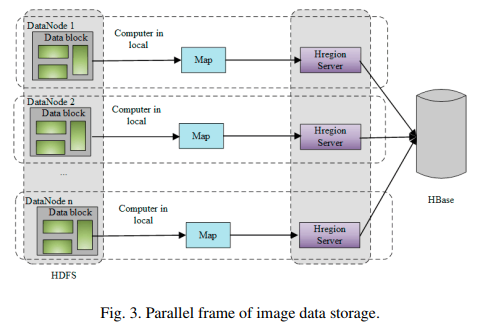 DataNode 1
Data block
Computer in
local
Map
Hregion
Server
DataNode 2
Data block
Computer in
local
Map
Hregion
Server
...
DataNode n
Data block
Computer in
local
Map
Hregion
Server
HBase
HDFS
Fig. 3. Parallel frame of image data storage.